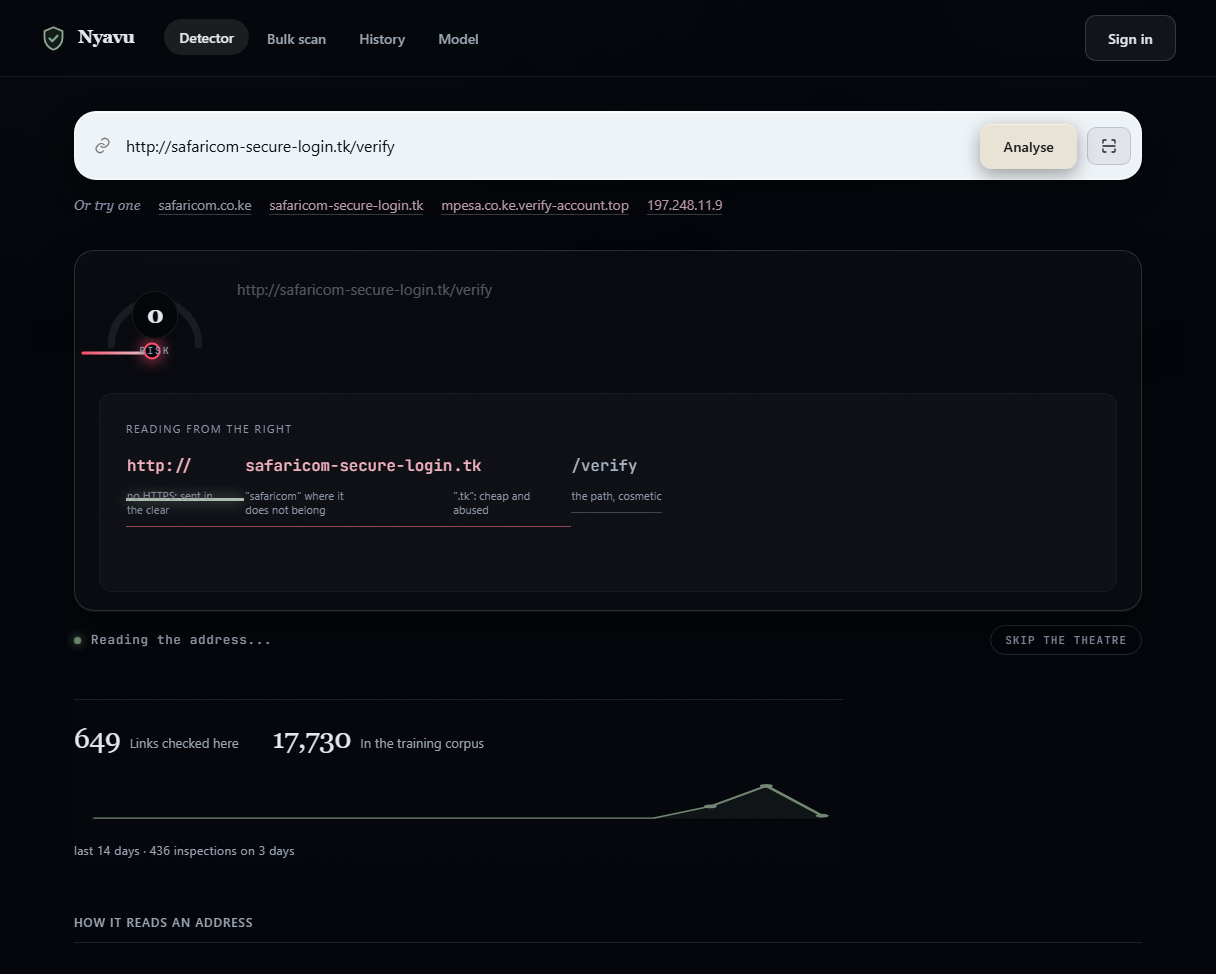 Nyavu
Detector
Bulk scan
History
Model
Sign in
http://safaricom-secure-login.tk/verify
Analyse
Or try one
safaricom.co.ke
safaricom-secure-login.tk
mpesa.co.ke.verify-account.top
197.248.11.9
0
RISK
http://safaricom-secure-login.tk/verify
READING FROM THE RIGHT
http://
safaricom-secure-login.tk
/verify
no HTTPS: sent in
the clear
"safaricom" where it
does not belong
".tk": cheap and
abused
the path, cosmetic
Reading the address...
SKIP THE THEATRE
649 Links checked here
17,730 In the training corpus
last 14 days · 436 inspections on 3 days
HOW IT READS AN ADDRESS